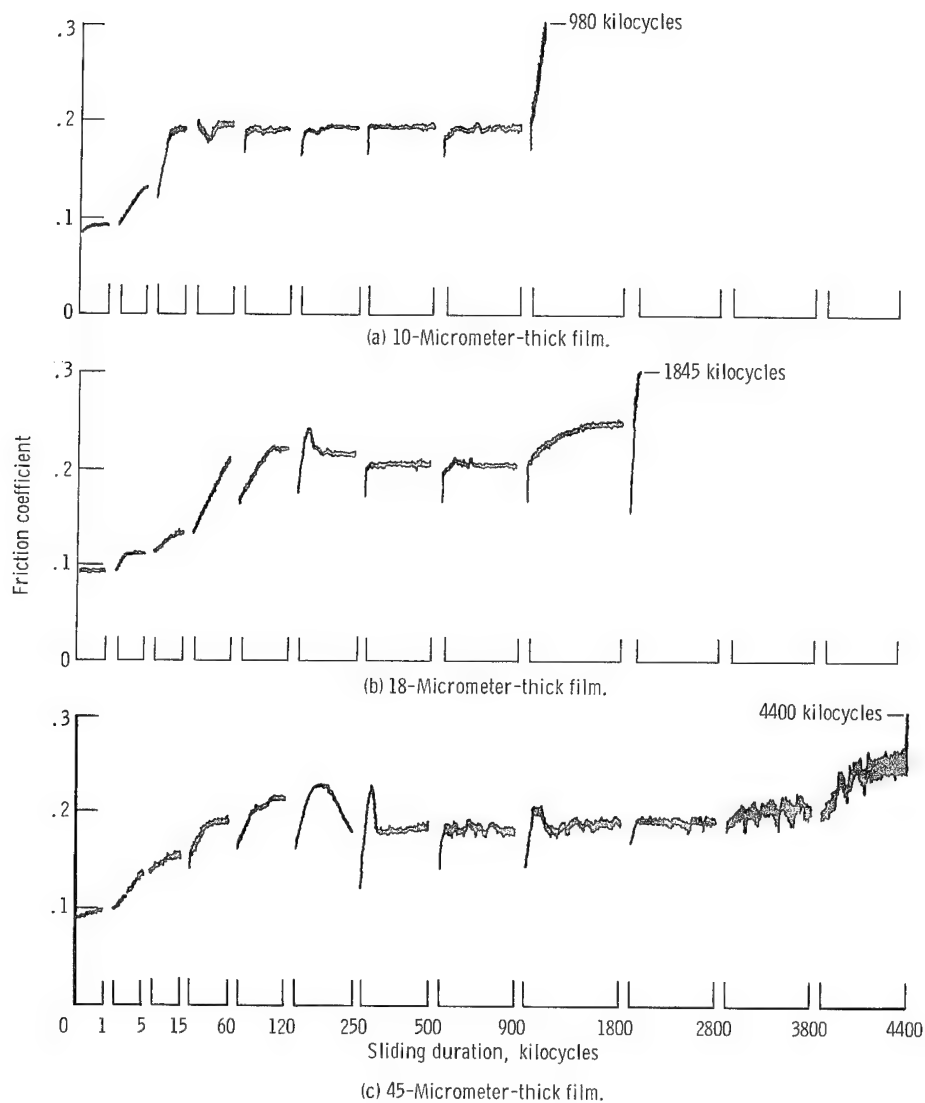 .3
980 kilocycles
.2
.1
0
(a) 10-Micrometer-thick film.
.3
1845 kilocycles
.2
.1
0
(b) 18-Micrometer-thick film.
Friction coefficient
.3
4400 kilocycles
.2
.1
0 1 5 15 60 120 250 500 900 1800 2800 3800 4400
Sliding duration, kilocycles
(c) 45-Micrometer-thick film.